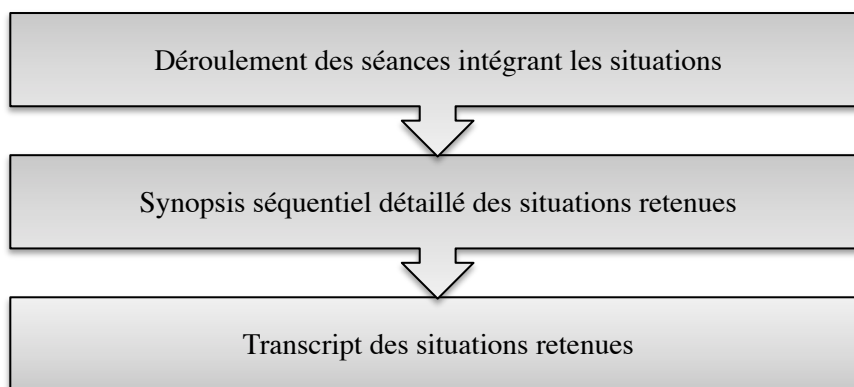 Déroulement des séances intégrant les situations
Synopsis séquentiel détaillé des situations retenues
Transcript des situations retenues